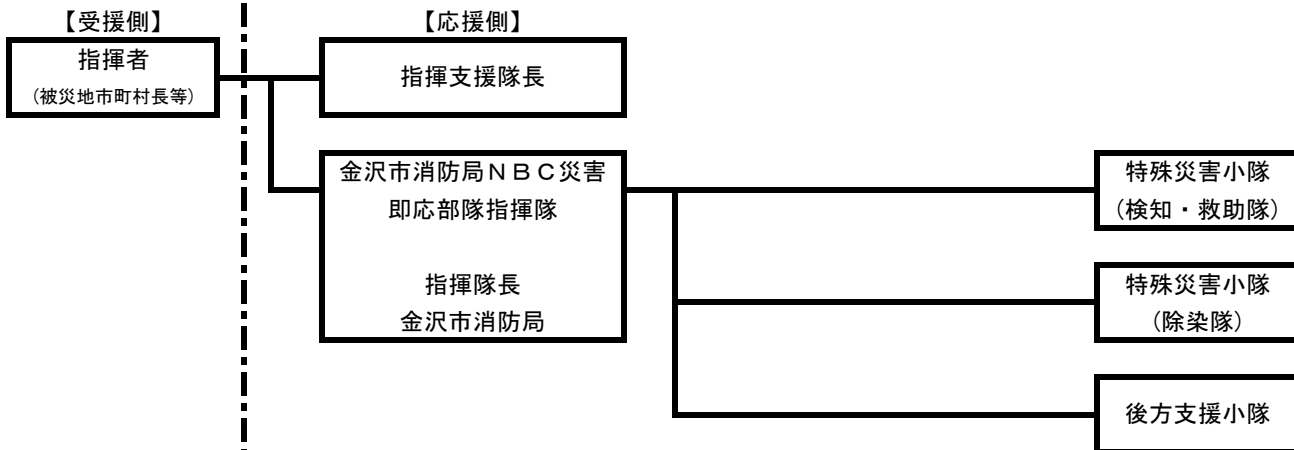 【受援側】
【応援側】
指揮者
(被災地市町村長等)
指揮支援隊長
金沢市消防局ＮＢＣ災害
即応部隊指揮隊
指揮隊長
金沢市消防局
特殊災害小隊
(検知・救助隊)
特殊災害小隊
(除染隊)
後方支援小隊